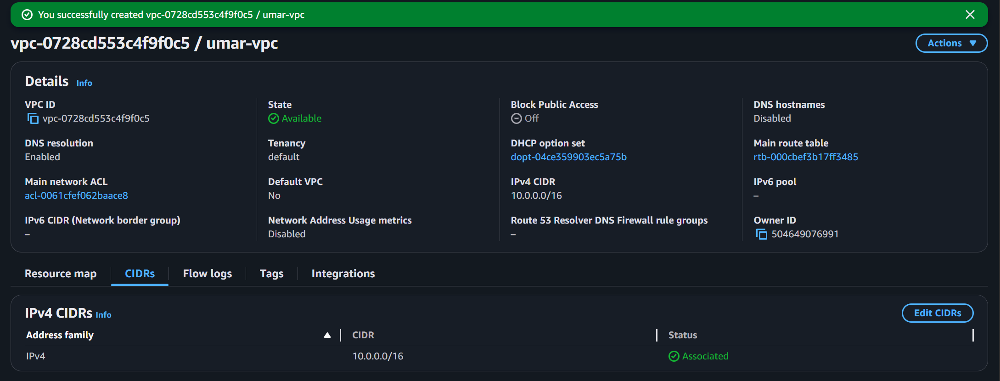 You successfully created vpc-0728cd553c4f9f0c5 / umar-vpc
vpc-0728cd553c4f9f0c5 / umar-vpc
Actions
Details Info
VPC ID
vpc-0728cd553c4f9f0c5
State
Available
Block Public Access
Off
DNS hostnames
Disabled
DNS resolution
Enabled
Tenancy
default
DHCP option set
dopt-04ce359903ec5a75b
Main route table
rtb-000cbef3b17ff3485
Main network ACL
acl-0061cfef062baace8
Default VPC
No
IPv4 CIDR
10.0.0.0/16
IPv6 pool
–
IPv6 CIDR (Network border group)
–
Network Address Usage metrics
Disabled
Route 53 Resolver DNS Firewall rule groups
–
Owner ID
504649076991
Resource map
CIDRs
Flow logs
Tags
Integrations
IPv4 CIDRs Info
Edit CIDRs
Address family
CIDR
Status
IPv4
10.0.0.0/16
Associated